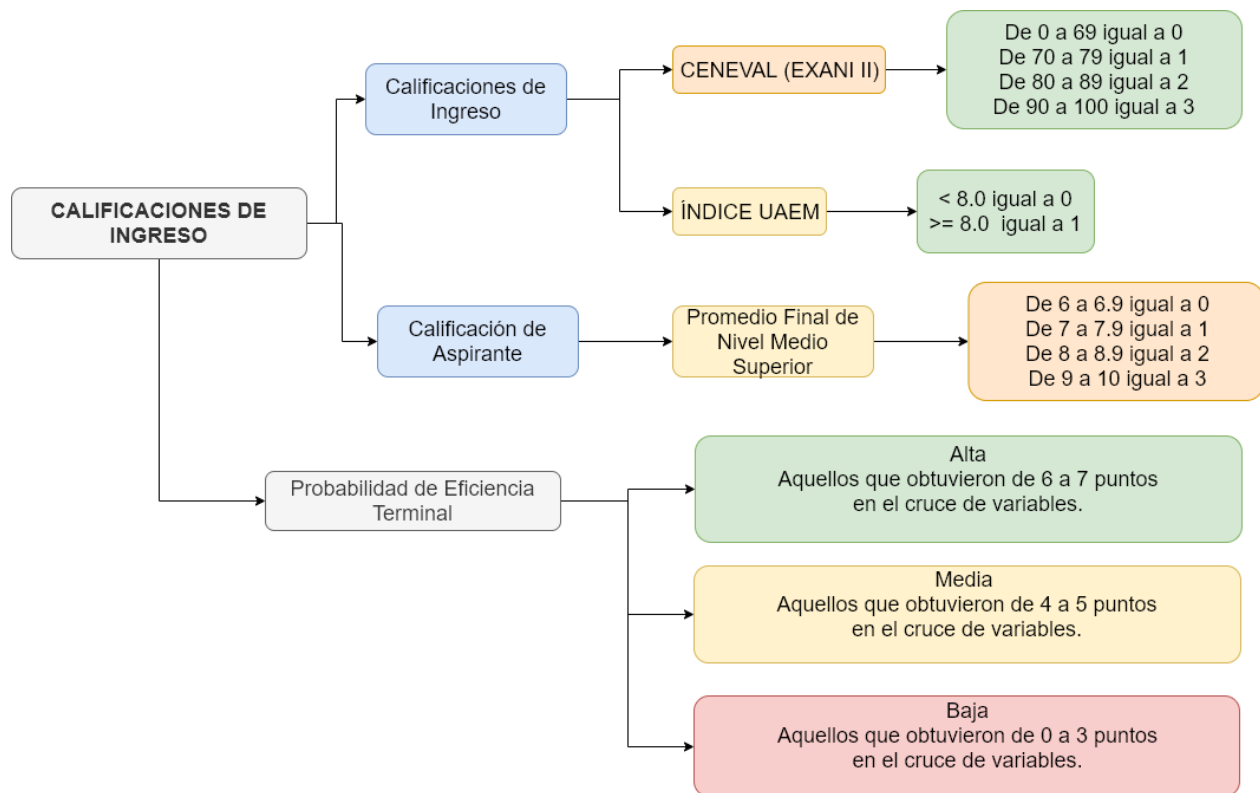 CALIFICACIONES DE
INGRESO
Calificaciones de
Ingreso
CENEVAL (EXANI II)
De 0 a 69 igual a 0
De 70 a 79 igual a 1
De 80 a 89 igual a 2
De 90 a 100 igual a 3
ÍNDICE UAEM
< 8.0 igual a 0
>= 8.0 igual a 1
Calificación de
Aspirante
Promedio Final de
Nivel Medio
Superior
De 6 a 6.9 igual a 0
De 7 a 7.9 igual a 1
De 8 a 8.9 igual a 2
De 9 a 10 igual a 3
Probabilidad de Eficiencia
Terminal
Alta
Aquellos que obtuvieron de 6 a 7 puntos
en el cruce de variables.
Media
Aquellos que obtuvieron de 4 a 5 puntos
en el cruce de variables.
Baja
Aquellos que obtuvieron de 0 a 3 puntos
en el cruce de variables.